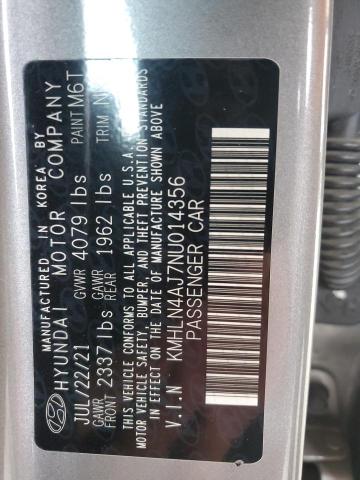 MANUFACTURED IN KOREA BY
HYUNDAI MOTOR COMPANY
JUL/22/21 GVWR 4079 lbs PAINT M6T
GAWR FRONT 2337 lbs GAWR REAR 1962 lbs TRIM
THIS VEHICLE CONFORMS TO ALL APPLICABLE U.S.A.
MOTOR VEHICLE SAFETY, BUMPER, AND THEFT PREVENTION STANDARDS
IN EFFECT ON THE DATE OF MANUFACTURE SHOWN ABOVE
V.I.N KMHLN4AJ7NU014356
PASSENGER CAR